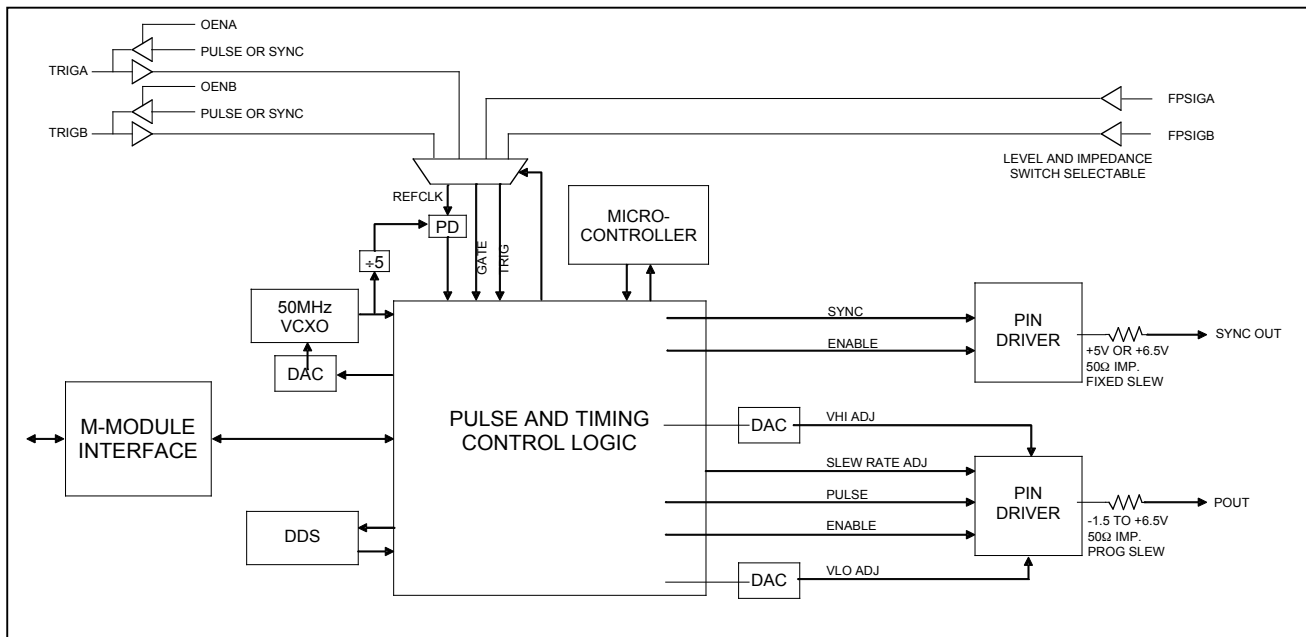 OENA
PULSE OR SYNC
TRIGA
OENB
PULSE OR SYNC
TRIGB
FPSIGA
FPSIGB
LEVEL AND IMPEDANCE
SWITCH SELECTABLE
REFCLK
PD
GATE
TRIG
÷5
MICRO-
CONTROLLER
50MHz
VCXO
DAC
M-MODULE
INTERFACE
DDS
PULSE AND TIMING
CONTROL LOGIC
SYNC
ENABLE
PIN
DRIVER
+5V OR +6.5V
50Ω IMP.
FIXED SLEW
SYNC OUT
DAC
VHI ADJ
SLEW RATE ADJ
PULSE
ENABLE
DAC
VLO ADJ
PIN
DRIVER
-1.5 TO +6.5V
50Ω IMP.
PROG SLEW
POUT